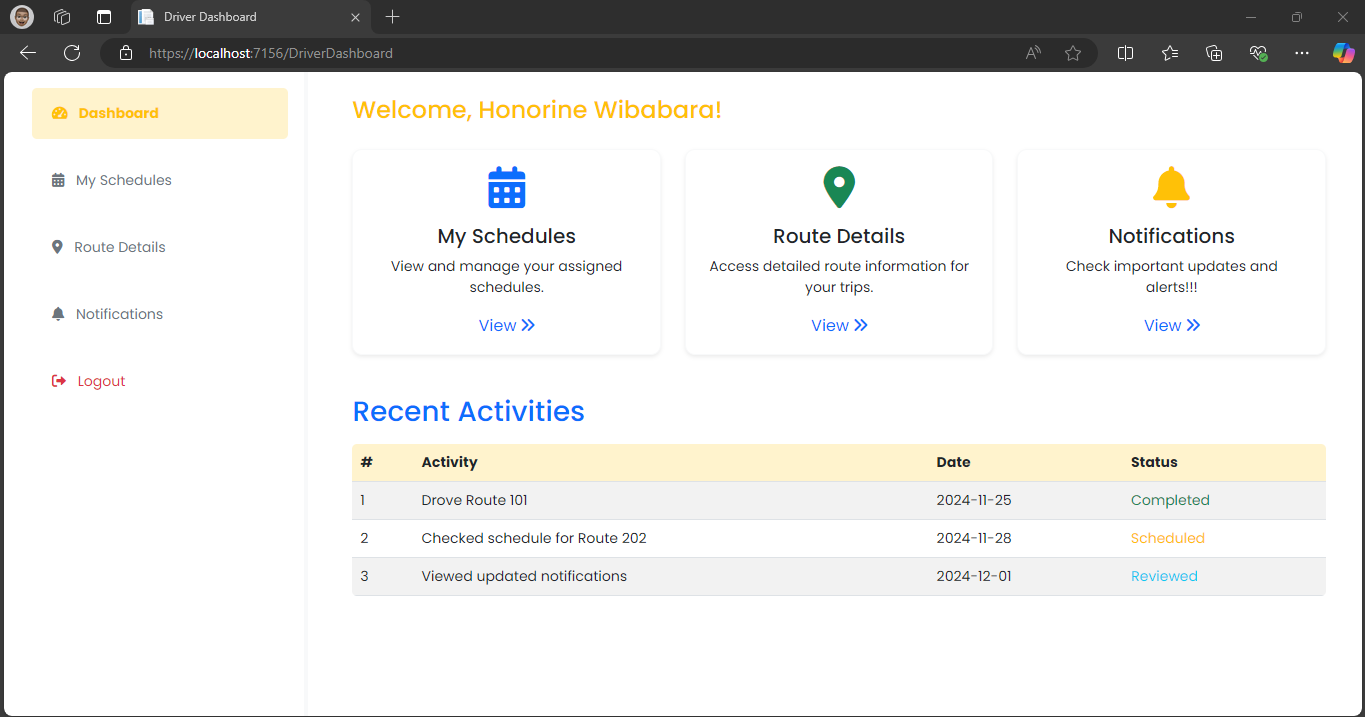 Driver Dashboard
https://localhost:7156/DriverDashboard
Dashboard
My Schedules
Route Details
Notifications
Logout
Welcome, Honorine Wibabara!
My Schedules
View and manage your assigned
schedules.
View
Route Details
Access detailed route information for
your trips.
View
Notifications
Check important updates and
alerts!!!
View
Recent Activities
# Activity Date Status
1 Drove Route 101 2024-11-25 Completed
2 Checked schedule for Route 202 2024-11-28 Scheduled
3 Viewed updated notifications 2024-12-01 Reviewed